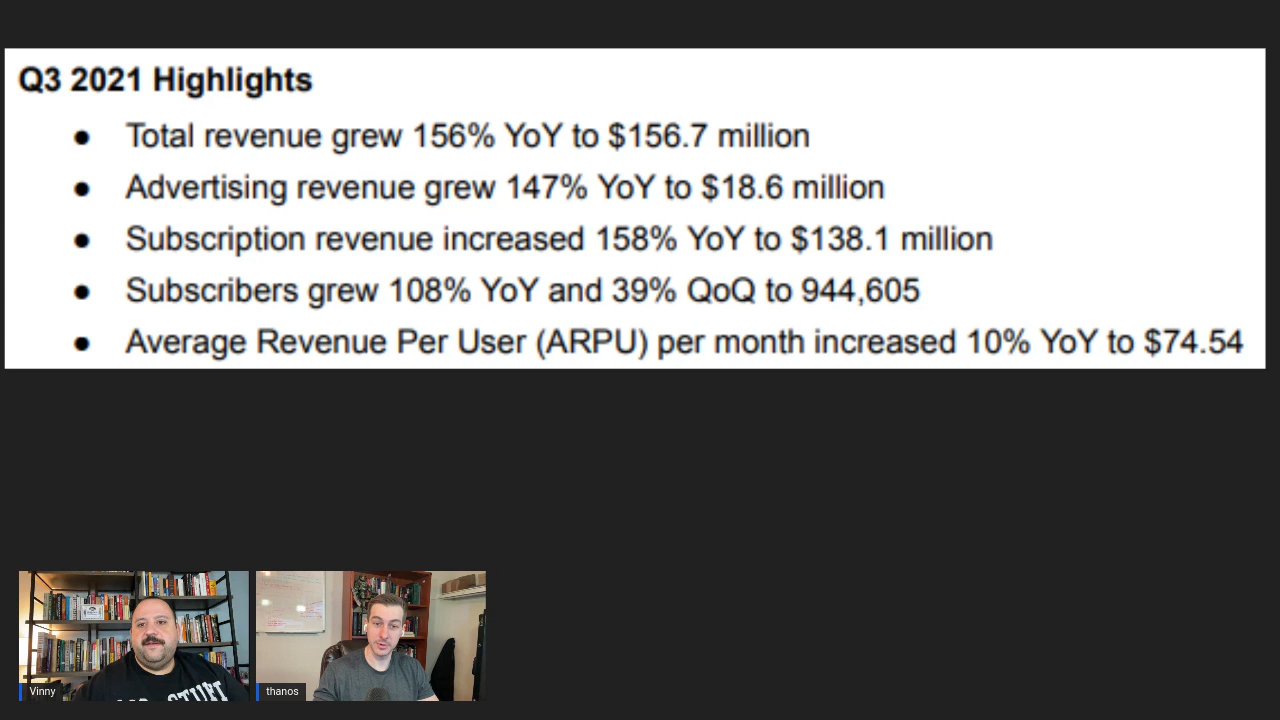 Q3 2021 Highlights
● Total revenue grew 156% YoY to $156.7 million
● Advertising revenue grew 147% YoY to $18.6 million
● Subscription revenue increased 158% YoY to $138.1 million
● Subscribers grew 108% YoY and 39% QoQ to 944,605
● Average Revenue Per User (ARPU) per month increased 10% YoY to $74.54
Vinny
thanos